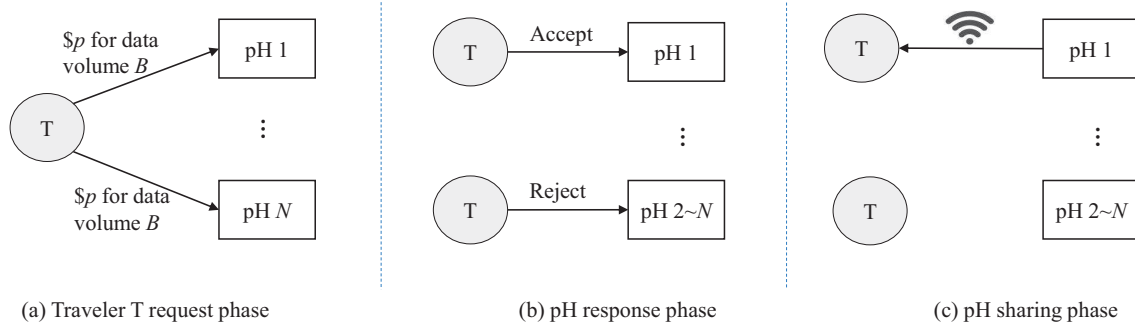 $p for data
volume B
pH 1
T
⋮
$p for data
volume B
pH N
(a) Traveler T request phase
T
Accept
pH 1
⋮
T
Reject
pH 2~N
(b) pH response phase
T
pH 1
⋮
T
pH 2~N
(c) pH sharing phase